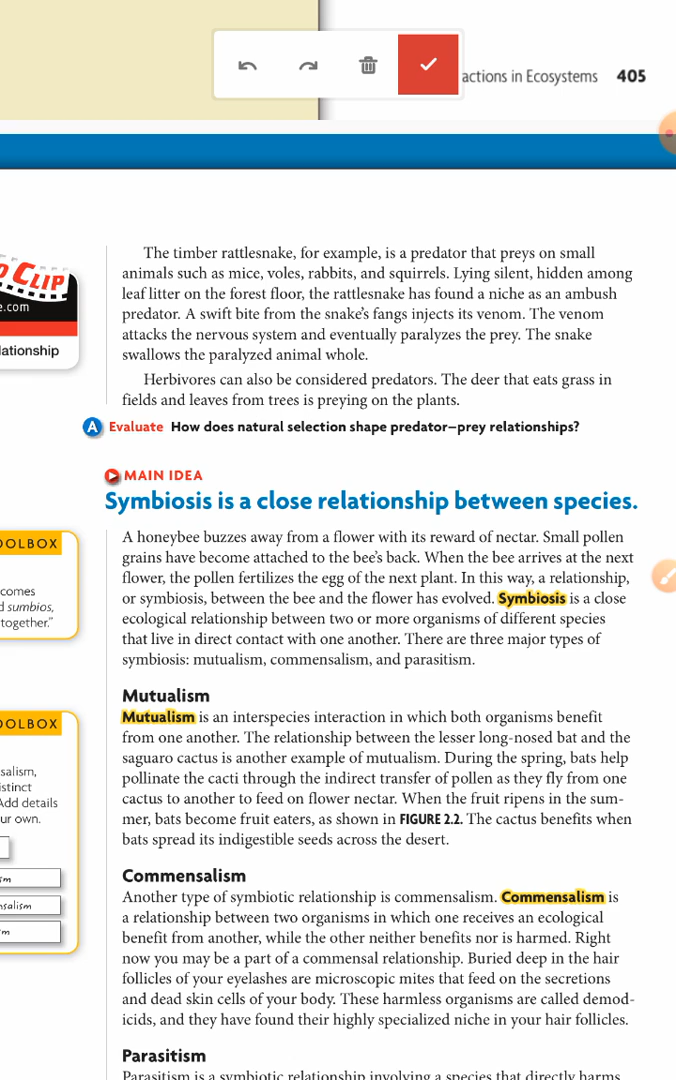 actions in Ecosystems 405
CLIP
e.com
lationship
The timber rattlesnake, for example, is a predator that preys on small
animals such as mice, voles, rabbits, and squirrels. Lying silent, hidden among
leaf litter on the forest floor, the rattlesnake has found a niche as an ambush
predator. A swift bite from the snake's fangs injects its venom. The venom
attacks the nervous system and eventually paralyzes the prey. The snake
swallows the paralyzed animal whole.
Herbivores can also be considered predators. The deer that eats grass in
fields and leaves from trees is preying on the plants.
A Evaluate How does natural selection shape predator–prey relationships?
MAIN IDEA
Symbiosis is a close relationship between species.
A honeybee buzzes away from a flower with its reward of nectar. Small pollen
grains have become attached to the bee's back. When the bee arrives at the next
flower, the pollen fertilizes the egg of the next plant. In this way, a relationship,
or symbiosis, between the bee and the flower has evolved. Symbiosis is a close
ecological relationship between two or more organisms of different species
that live in direct contact with one another. There are three major types of
symbiosis: mutualism, commensalism, and parasitism.
OOLBOX
comes
d sumbios,
together."
Mutualism
Mutualism is an interspecies interaction in which both organisms benefit
from one another. The relationship between the lesser long-nosed bat and the
saguaro cactus is another example of mutualism. During the spring, bats help
pollinate the cacti through the indirect transfer of pollen as they fly from one
cactus to another to feed on flower nectar. When the fruit ripens in the sum-
mer, bats become fruit eaters, as shown in FIGURE 2.2. The cactus benefits when
bats spread its indigestible seeds across the desert.
OOLBOX
salism,
istinct
Add details
ur own.
sm
nsalism
m
Commensalism
Another type of symbiotic relationship is commensalism. Commensalism is
a relationship between two organisms in which one receives an ecological
benefit from another, while the other neither benefits nor is harmed. Right
now you may be a part of a commensal relationship. Buried deep in the hair
follicles of your eyelashes are microscopic mites that feed on the secretions
and dead skin cells of your body. These harmless organisms are called demod-
icids, and they have found their highly specialized niche in your hair follicles.
Parasitism
Parasitism is a symbiotic relationship involving a species that directly harms